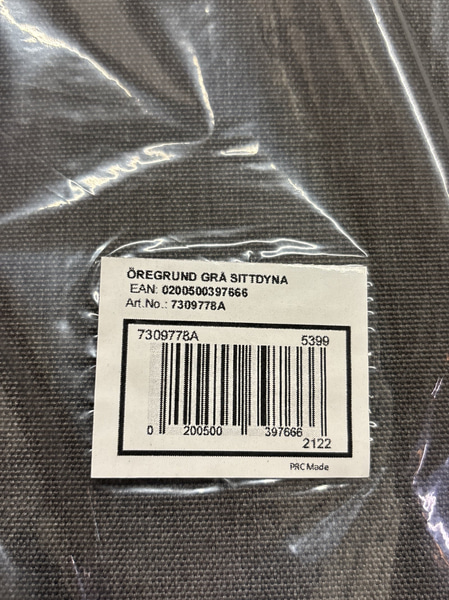 ÖREGRUND GRÅ SITTDYNA
EAN: 0200500397666
Art.No.: 7309778A
7309778A 5399
0 200500 397666
2122
PRC Made